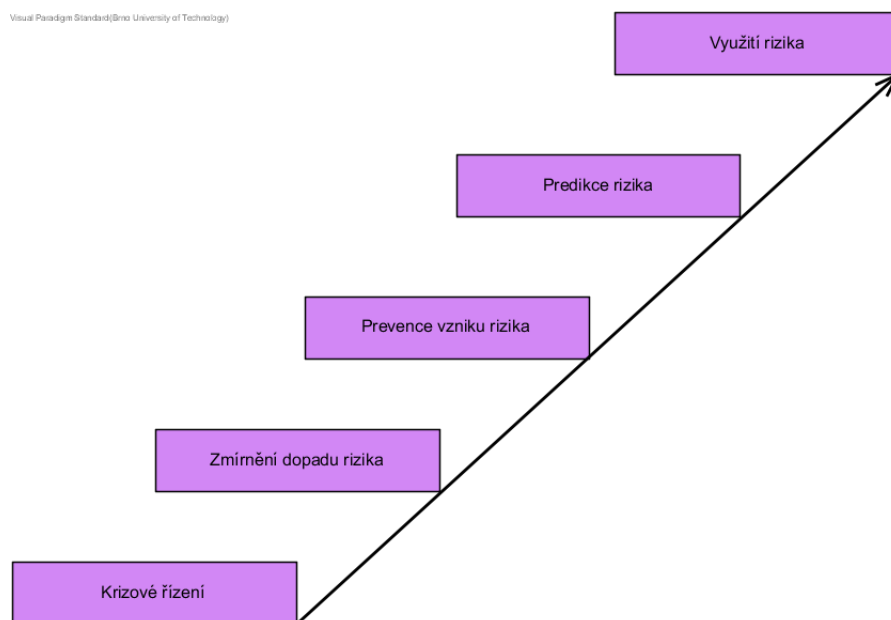 Visual Paradigm Standard(Brno University of Technology)
Využití rizika
Predikce rizika
Prevence vzniku rizika
Zmírnění dopadu rizika
Krizové řízení